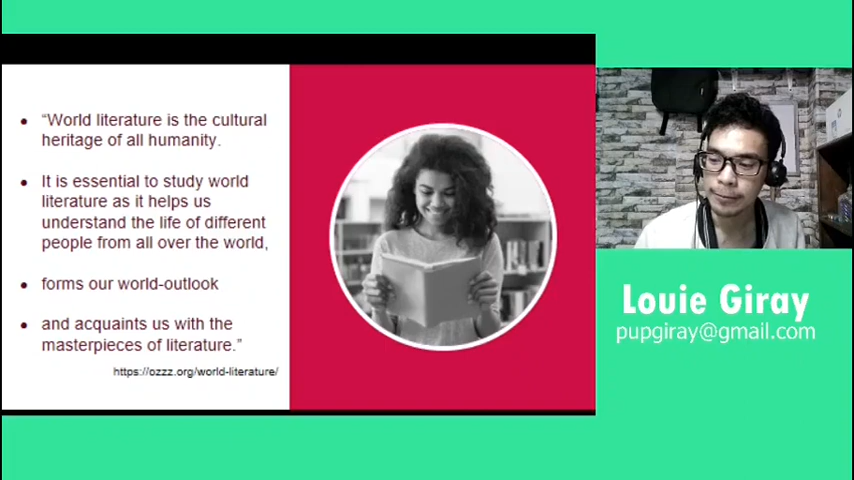 • “World literature is the cultural
heritage of all humanity.
• It is essential to study world
literature as it helps us
understand the life of different
people from all over the world,
• forms our world-outlook
• and acquaints us with the
masterpieces of literature.”
https://ozzz.org/world-literature/
Louie Giray
pupgiray@gmail.com